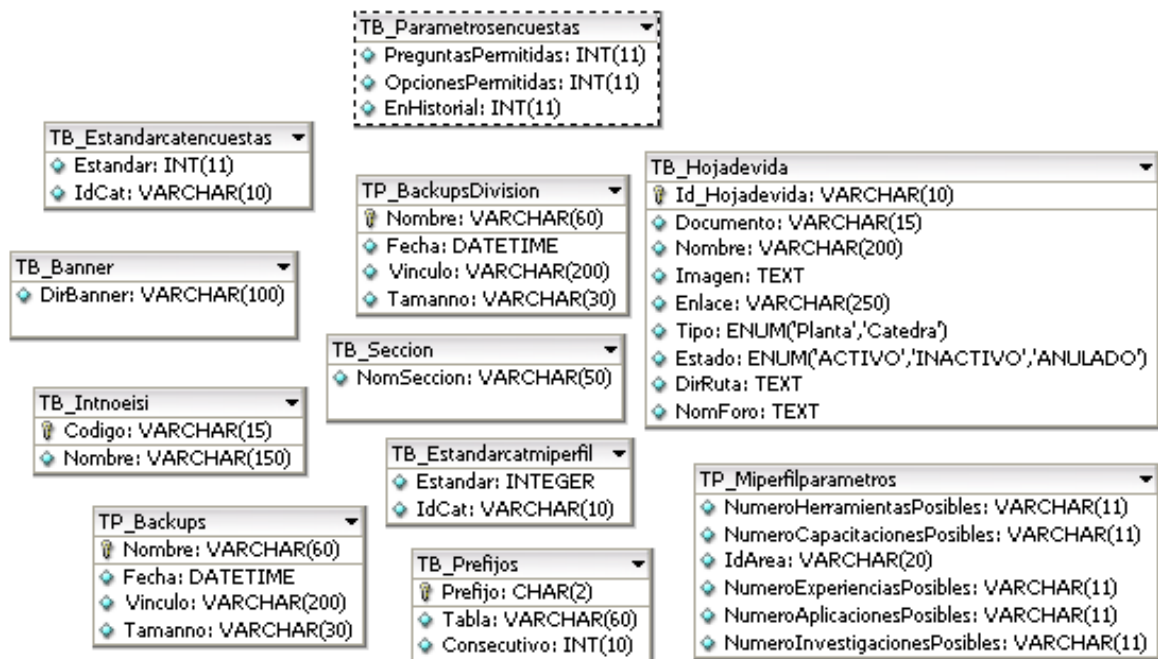 TB_Parametrosencuestas
PreguntasPermitidas: INT(11)
OpcionesPermitidas: INT(11)
EnHistorial: INT(11)
TB_Estandarcatencuestas
Estandar: INT(11)
IdCat: VARCHAR(10)
TP_BackupsDivision
Nombre: VARCHAR(60)
Fecha: DATETIME
Vinculo: VARCHAR(200)
Tamanno: VARCHAR(30)
TB_Hojadevida
Id_Hojadevida: VARCHAR(10)
Documento: VARCHAR(15)
Nombre: VARCHAR(200)
Imagen: TEXT
Enlace: VARCHAR(250)
Tipo: ENUM('Planta','Catedra')
Estado: ENUM('ACTIVO','INACTIVO','ANULADO')
DirRuta: TEXT
NomForo: TEXT
TB_Banner
DirBanner: VARCHAR(100)
TB_Seccion
NomSeccion: VARCHAR(50)
TB_Intnoeisi
Codigo: VARCHAR(15)
Nombre: VARCHAR(150)
TB_Estandarcatmiperfil
Estandar: INTEGER
IdCat: VARCHAR(10)
TP_Miperfilparametros
NumeroHerramientasPosibles: VARCHAR(11)
NumeroCapacitacionesPosibles: VARCHAR(11)
IdArea: VARCHAR(20)
NumeroExperienciasPosibles: VARCHAR(11)
NumeroAplicacionesPosibles: VARCHAR(11)
NumeroInvestigacionesPosibles: VARCHAR(11)
TP_Backups
Nombre: VARCHAR(60)
Fecha: DATETIME
Vinculo: VARCHAR(200)
Tamanno: VARCHAR(30)
TB_Prefijos
Prefijo: CHAR(2)
Tabla: VARCHAR(60)
Consecutivo: INT(10)